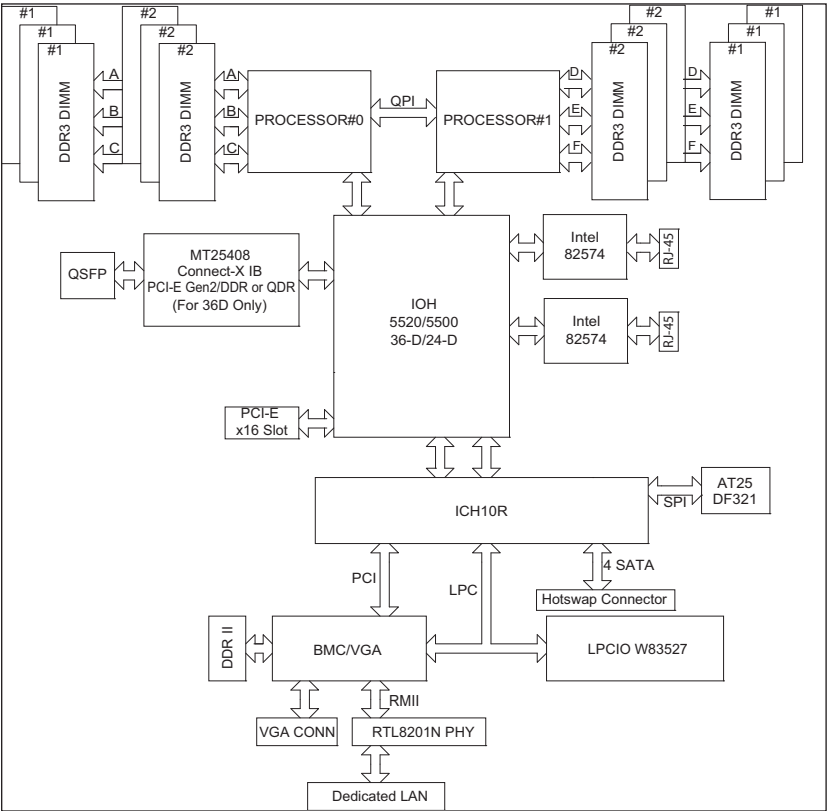 #1
#1
#1
#2
#2
#2
#2
#2
#2
#1
#1
#1
DDR3 DIMM
A
B
C
DDR3 DIMM
A
B
C
PROCESSOR#0
QPI
PROCESSOR#1
D
E
F
DDR3 DIMM
D
E
F
DDR3 DIMM
QSFP
MT25408
Connect-X IB
PCI-E Gen2/DDR or QDR
(For 36D Only)
IOH
5520/5500
36-D/24-D
Intel
82574
RJ-45
Intel
82574
RJ-45
PCI-E
x16 Slot
ICH10R
SPI
AT25
DF321
PCI
LPC
4 SATA
Hotswap Connector
DDR II
BMC/VGA
LPCIO W83527
RMII
VGA CONN
RTL8201N PHY
Dedicated LAN